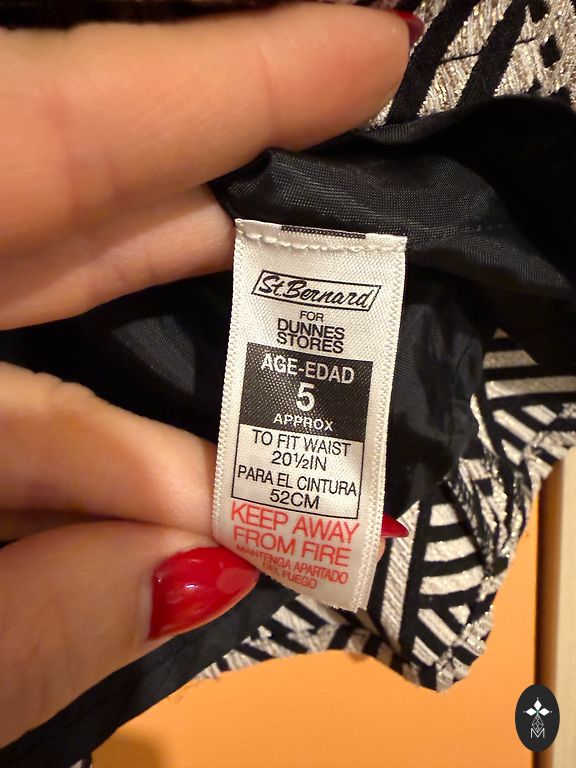 St.Bernard
FOR
DUNNES
STORES
AGE-EDAD
5
APPROX
TO FIT WAIST
20½IN
PARA EL CINTURA
52CM
KEEP AWAY
FROM FIRE
MANTENGA APARTADO
DEL FUEGO
M